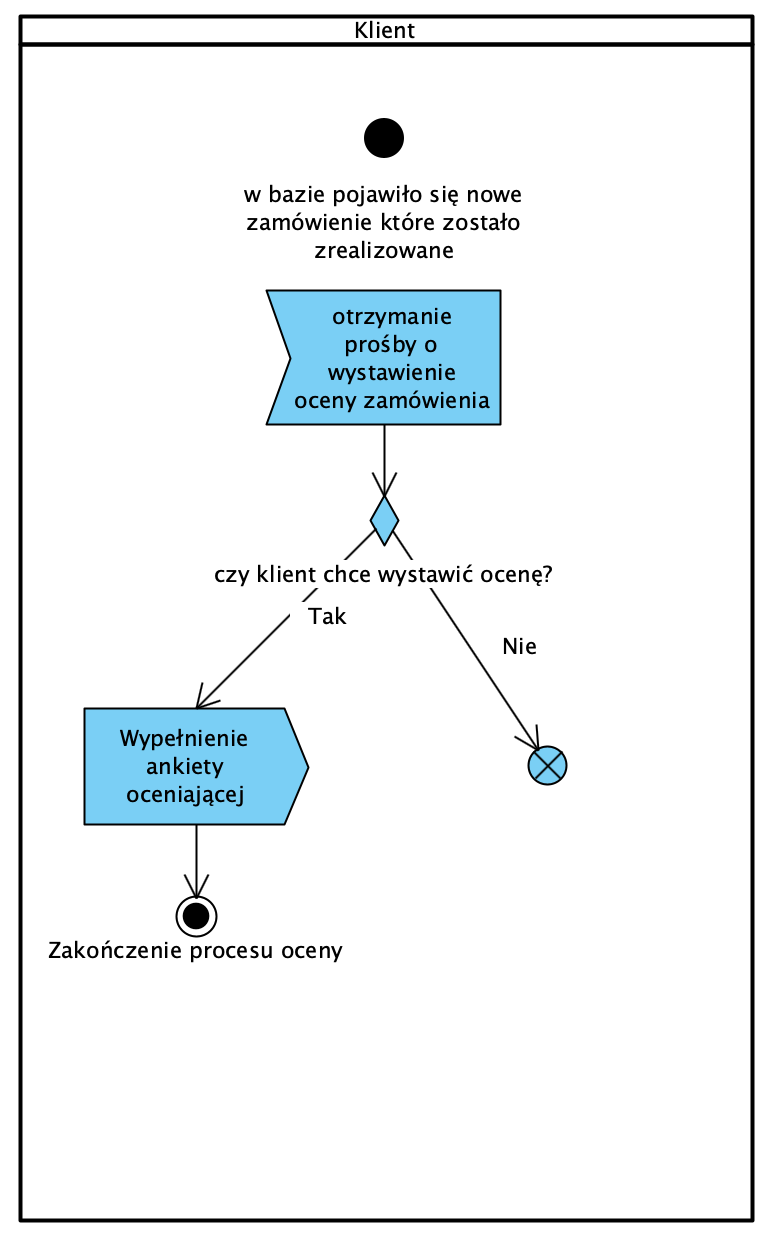 Klient
w bazie pojawiło się nowe
zamówienie które zostało
zrealizowane
otrzymanie
prośby o
wystawienie
oceny zamówienia
czy klient chce wystawić ocenę?
Tak
Nie
Wypełnienie
ankiety
oceniającej
Zakończenie procesu oceny